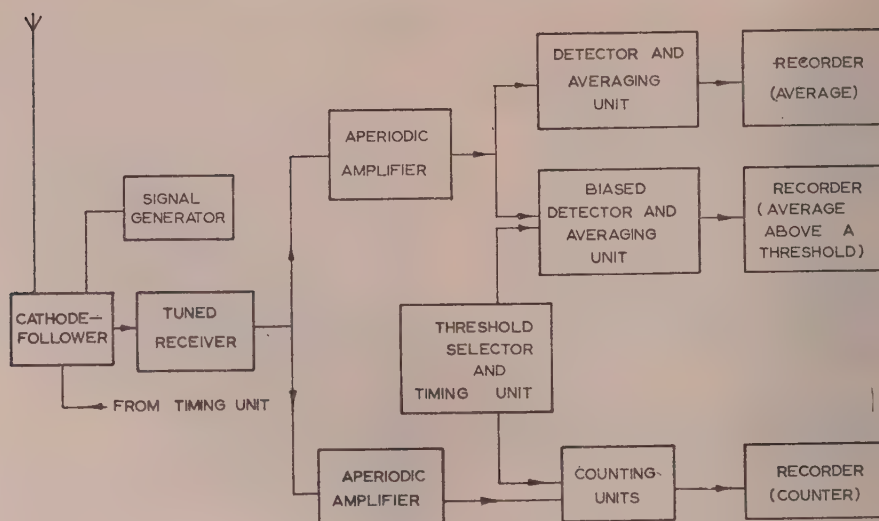 DETECTOR AND
AVERAGING
UNIT
RECORDER
(AVERAGE)
APERIODIC
AMPLIFIER
SIGNAL
GENERATOR
BIASED
DETECTOR AND
AVERAGING
UNIT
RECORDER
(AVERAGE
ABOVE A
THRESHOLD)
CATHODE-
FOLLOWER
TUNED
RECEIVER
THRESHOLD
SELECTOR
AND
TIMING UNIT
FROM TIMING UNIT
APERIODIC
AMPLIFIER
COUNTING-
UNITS
RECORDER
(COUNTER)